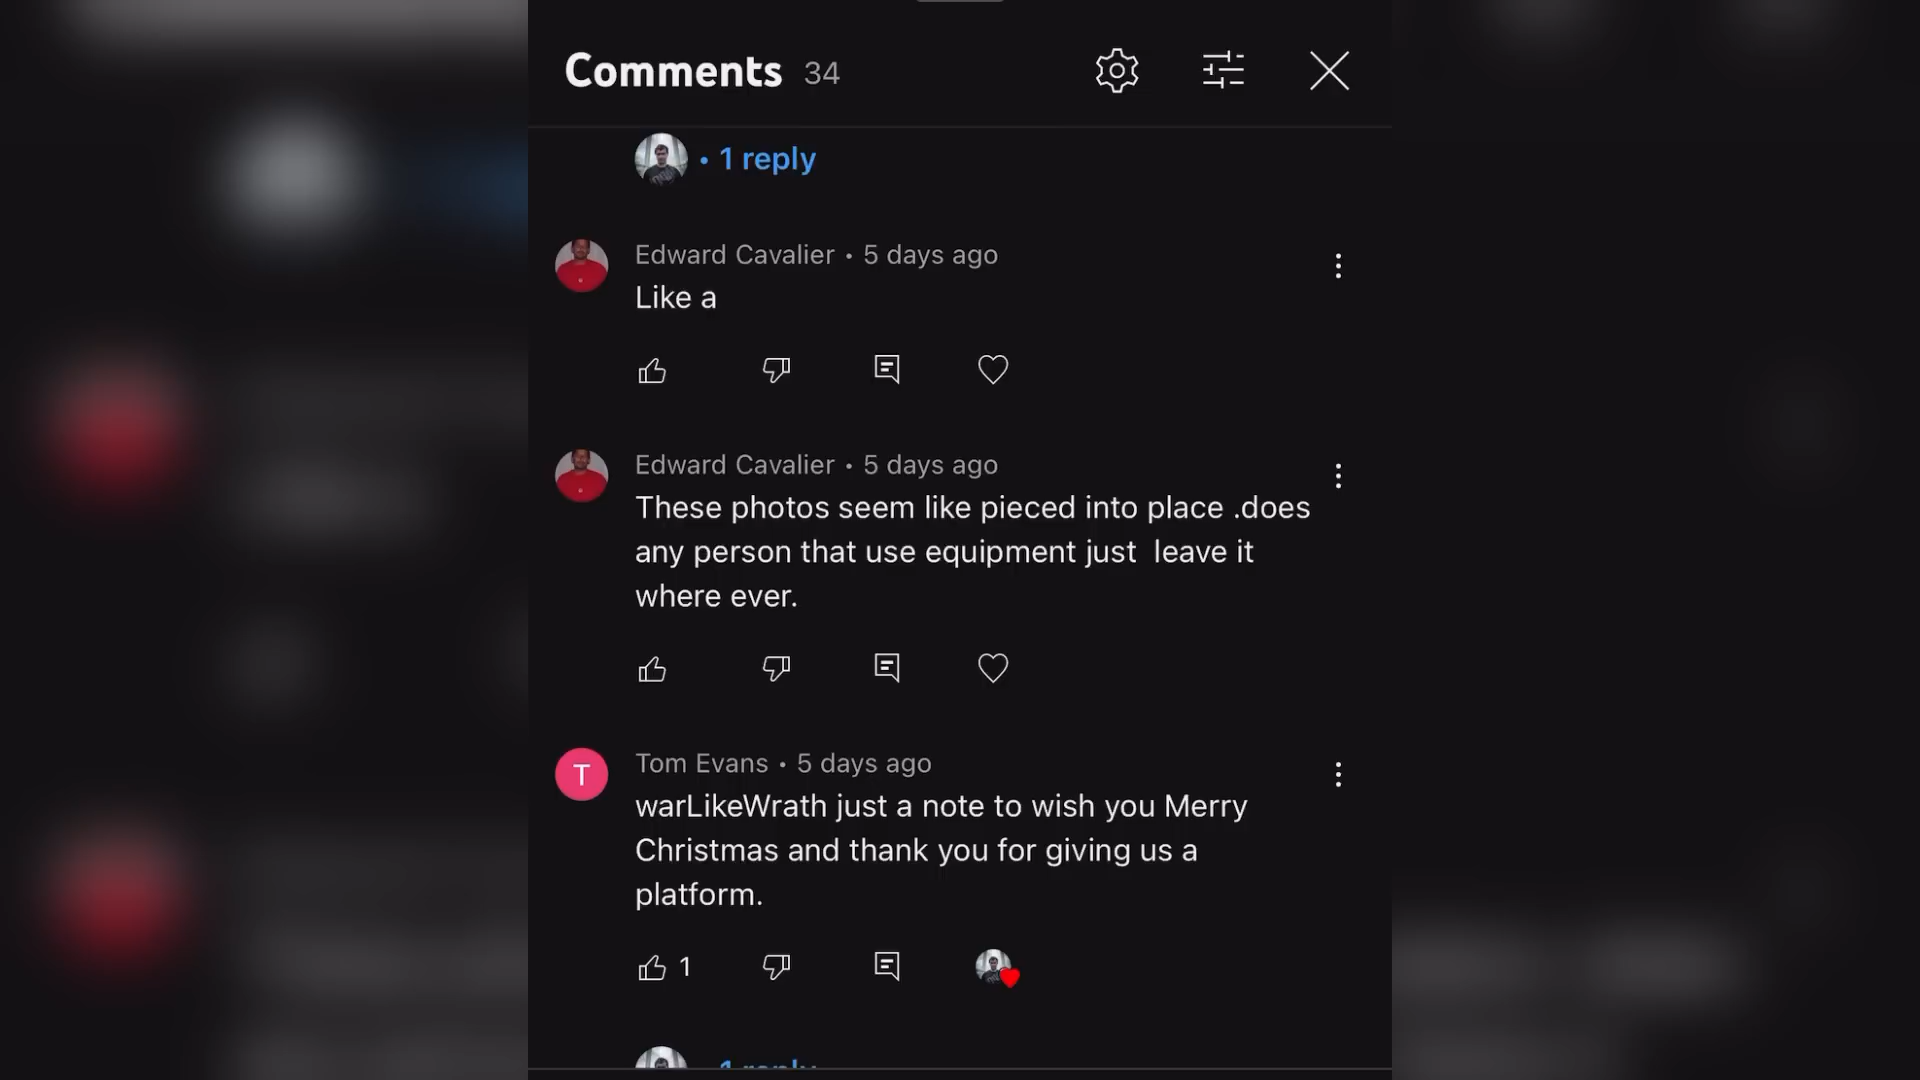 Comments 34
• 1 reply
Edward Cavalier • 5 days ago
Like a
Edward Cavalier • 5 days ago
These photos seem like pieced into place .does
any person that use equipment just  leave it
where ever.
T
Tom Evans • 5 days ago
warLikeWrath just a note to wish you Merry
Christmas and thank you for giving us a
platform.
1
1 reply